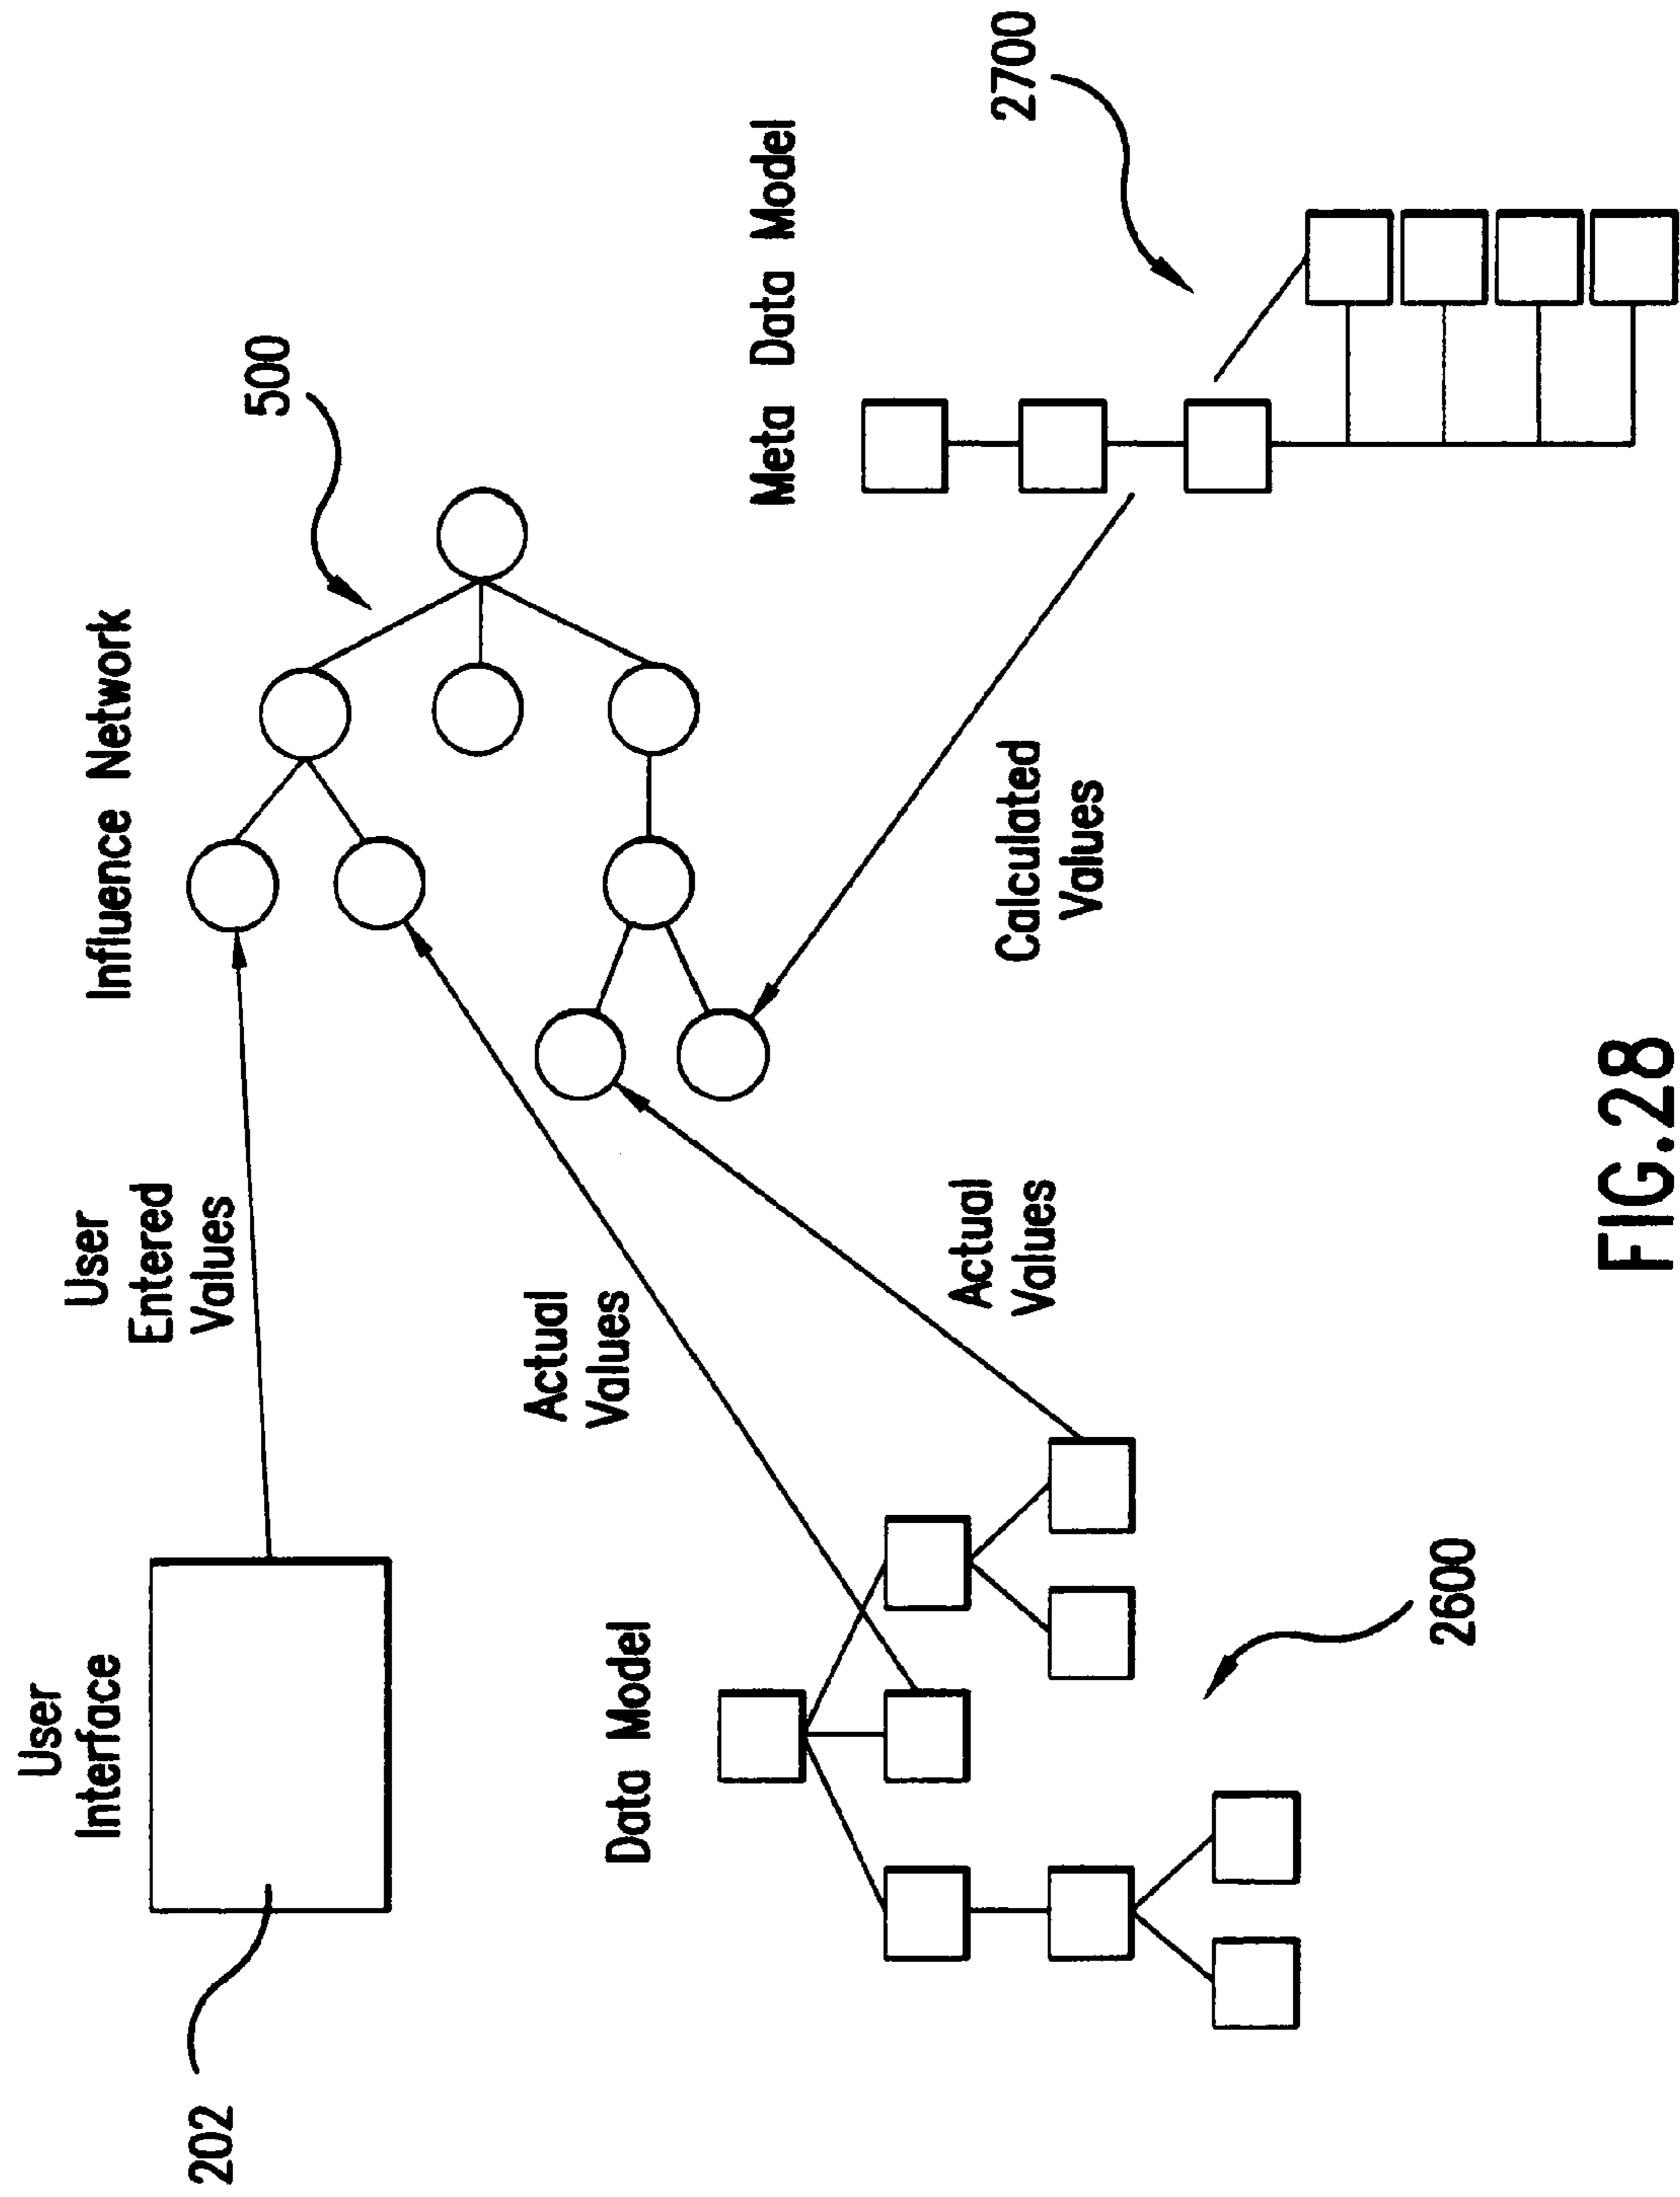 202
User
Interface
User
Entered
Values
Influence Network
500
Data Model
Actual
Values
Actual
Values
Calculated
Values
Meta Data Model
2700
2600
FIG.28